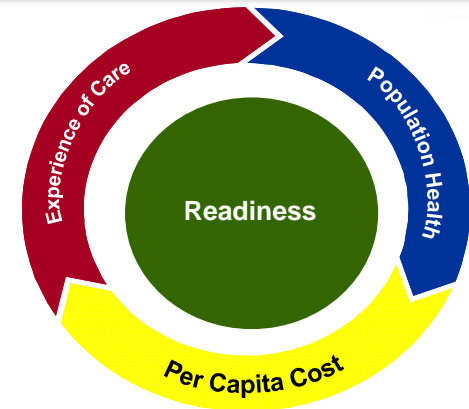 Experience of Care
Population Health
Readiness
Per Capita Cost